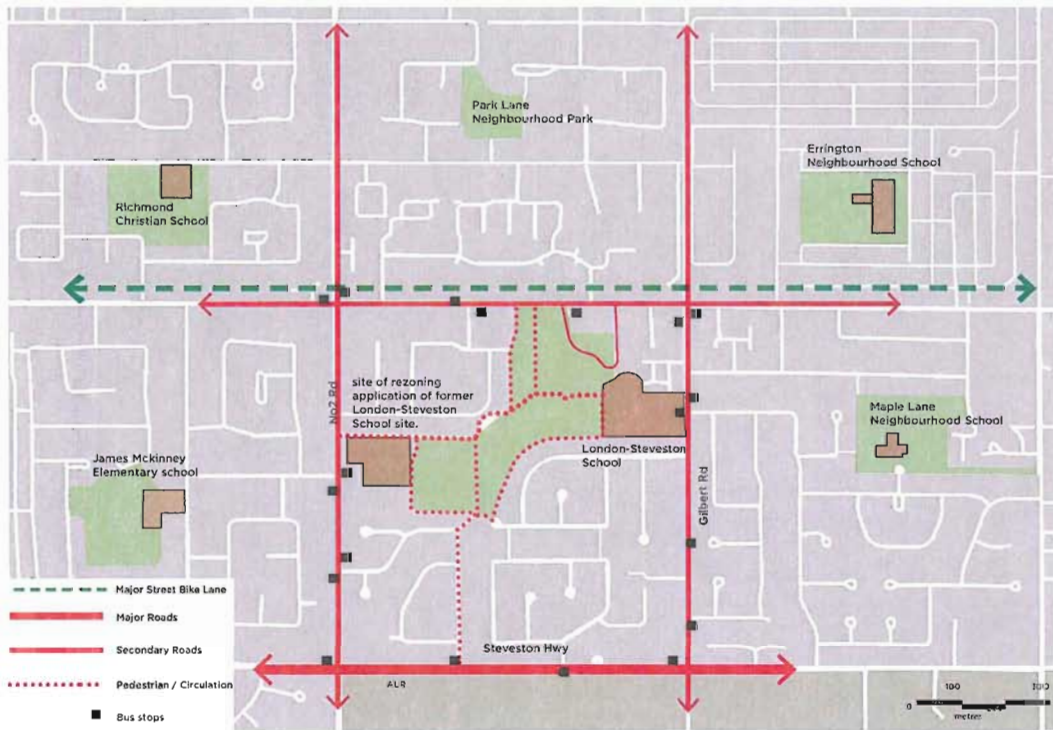 Park Lane
Neighbourhood Park
Errington
Neighbourhood School
Richmond
Christian School
No2 Rd
site of rezoning
application of former
London-Steveston
School site.
Maple Lane
Neighbourhood School
London-Steveston
School
James Mckinney
Elementary school
Gilbert Rd
Major Street Bike Lane
Major Roads
Secondary Roads
Pedestrian / Circulation
Bus stops
Steveston Hwy
ALR
0
100
metres